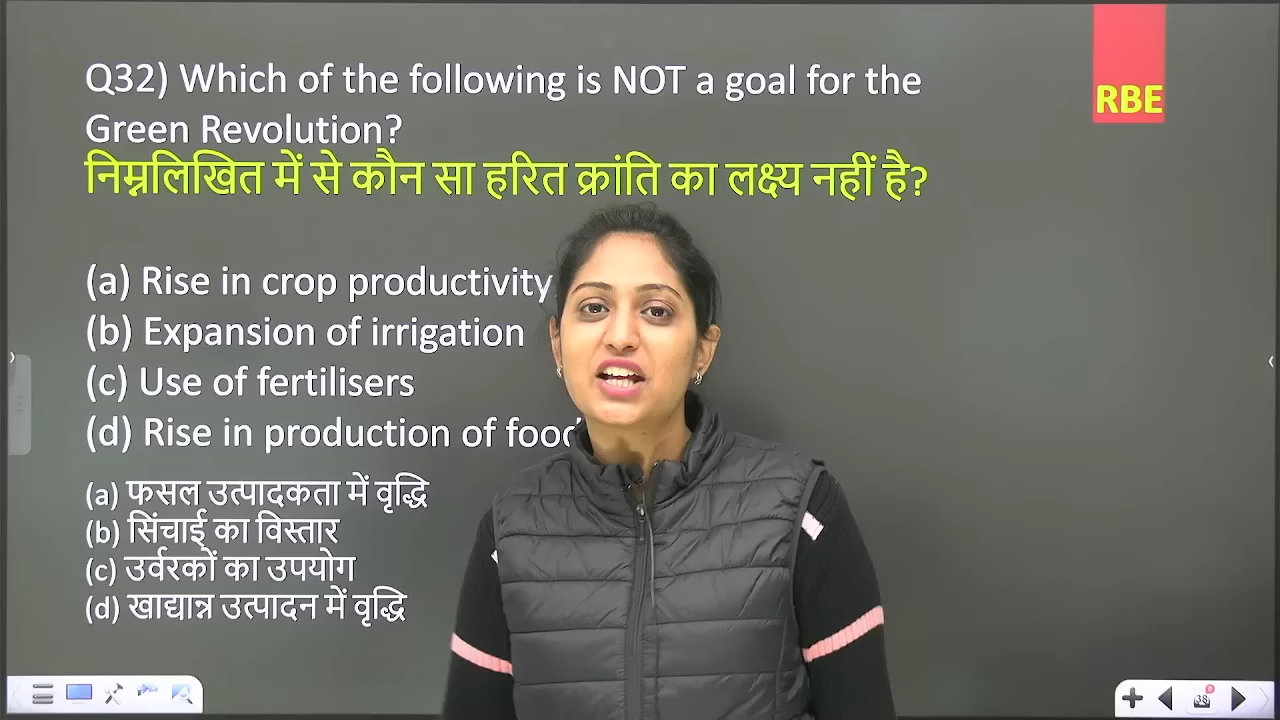 Q32) Which of the following is NOT a goal for the
Green Revolution?
निम्नलिखित में से कौन सा हरित क्रांति का लक्ष्य नहीं है?
RBE
(a) Rise in crop productivity
(b) Expansion of irrigation
(c) Use of fertilisers
(d) Rise in production of food
(a) फसल उत्पादकता में वृद्धि
(b) सिंचाई का विस्तार
(c) उर्वरकों का उपयोग
(d) खाद्यान्न उत्पादन में वृद्धि
38